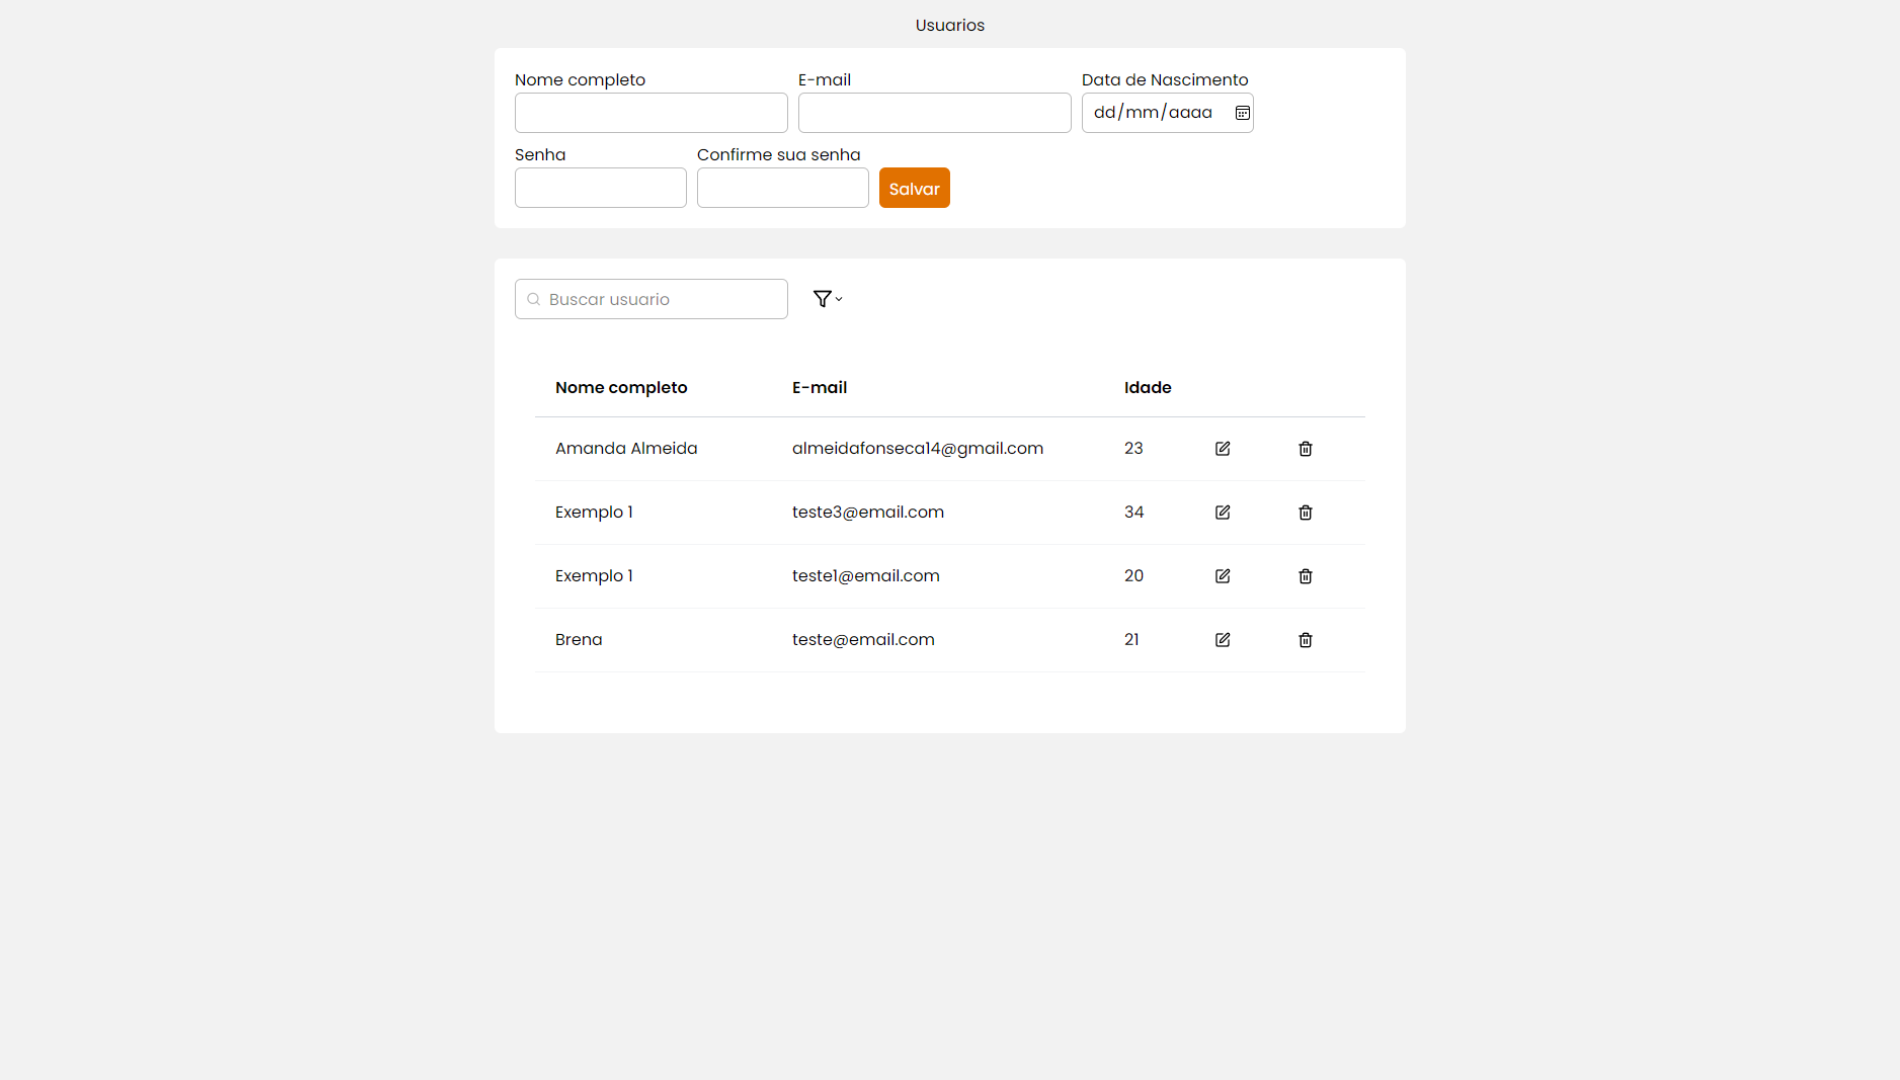 Usuarios
Nome completo E-mail Data de Nascimento
dd/mm/aaaa
Senha Confirme sua senha
Salvar
Buscar usuario
Nome completo E-mail Idade
Amanda Almeida almeidafonseca14@gmail.com 23
Exemplo 1 teste3@email.com 34
Exemplo 1 teste1@email.com 20
Brena teste@email.com 21